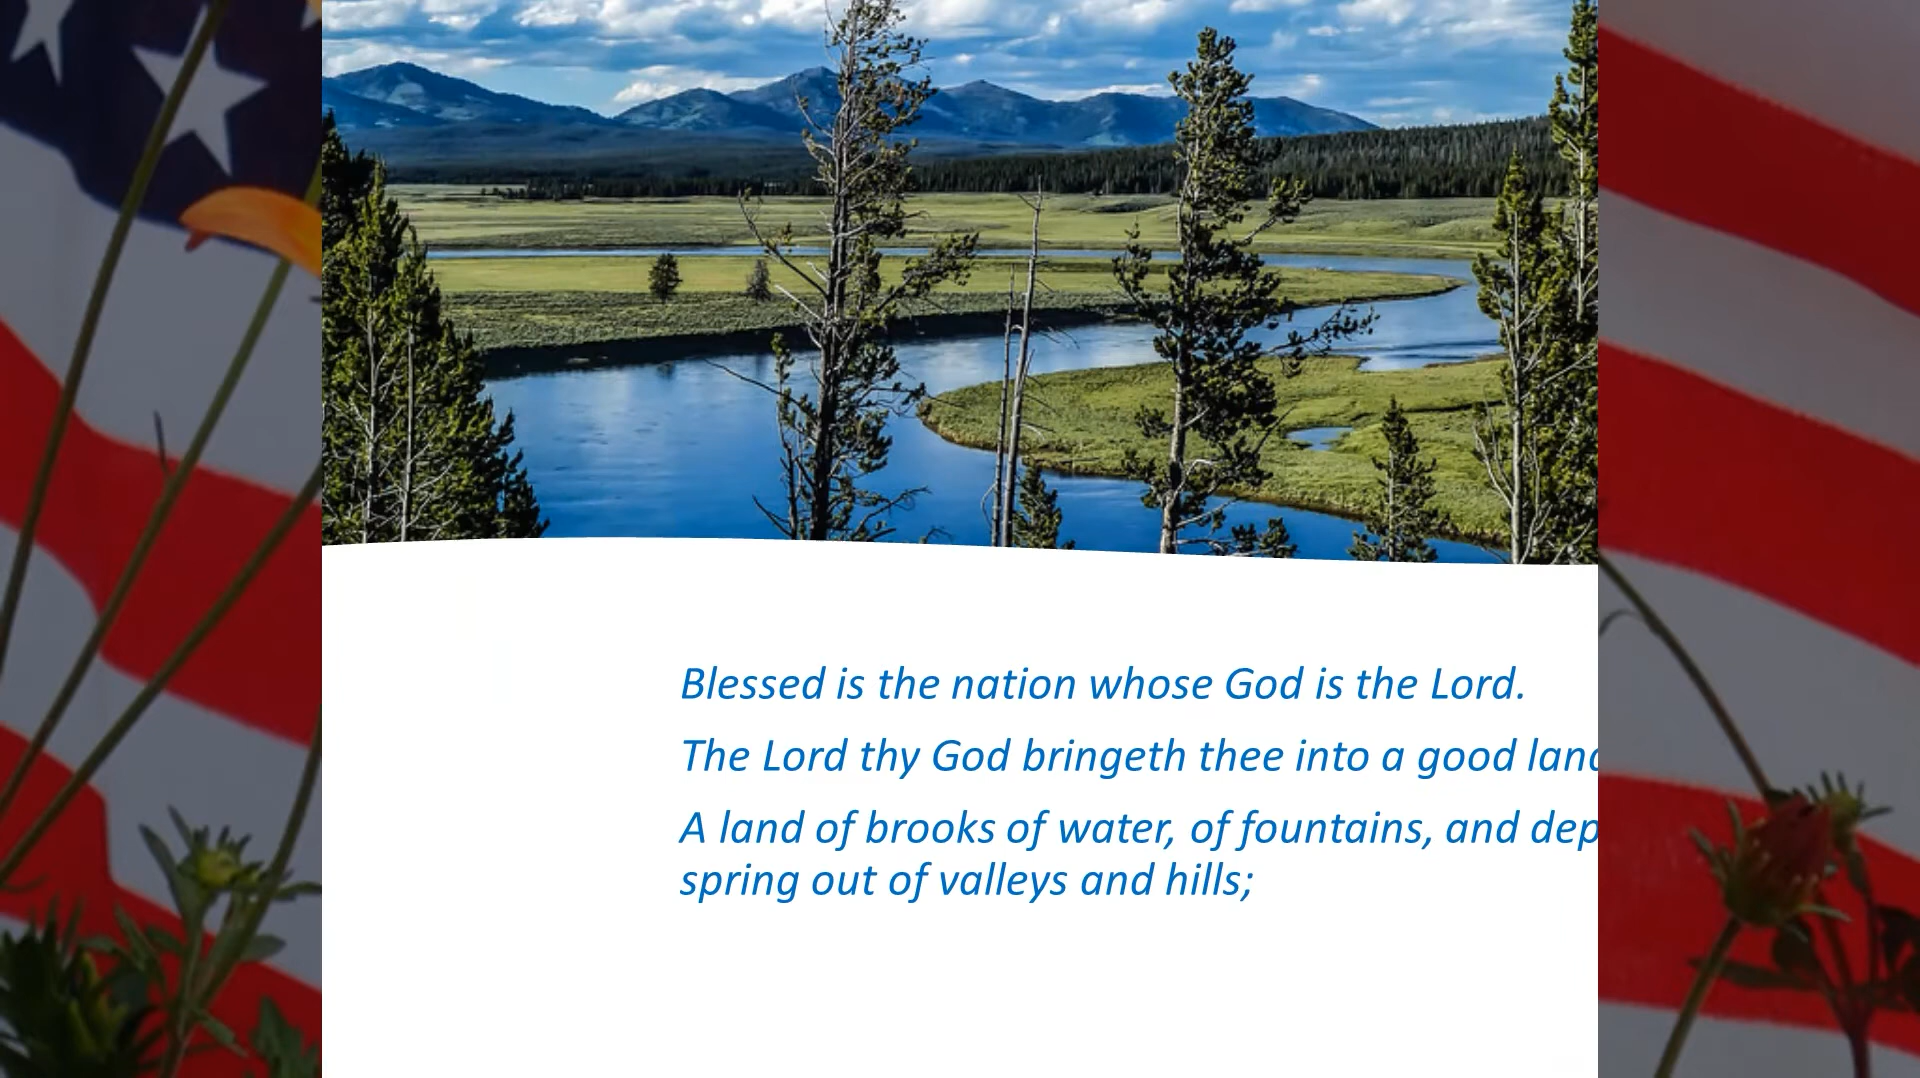 Blessed is the nation whose God is the Lord.
The Lord thy God bringeth thee into a good lan
A land of brooks of water, of fountains, and dep
spring out of valleys and hills;